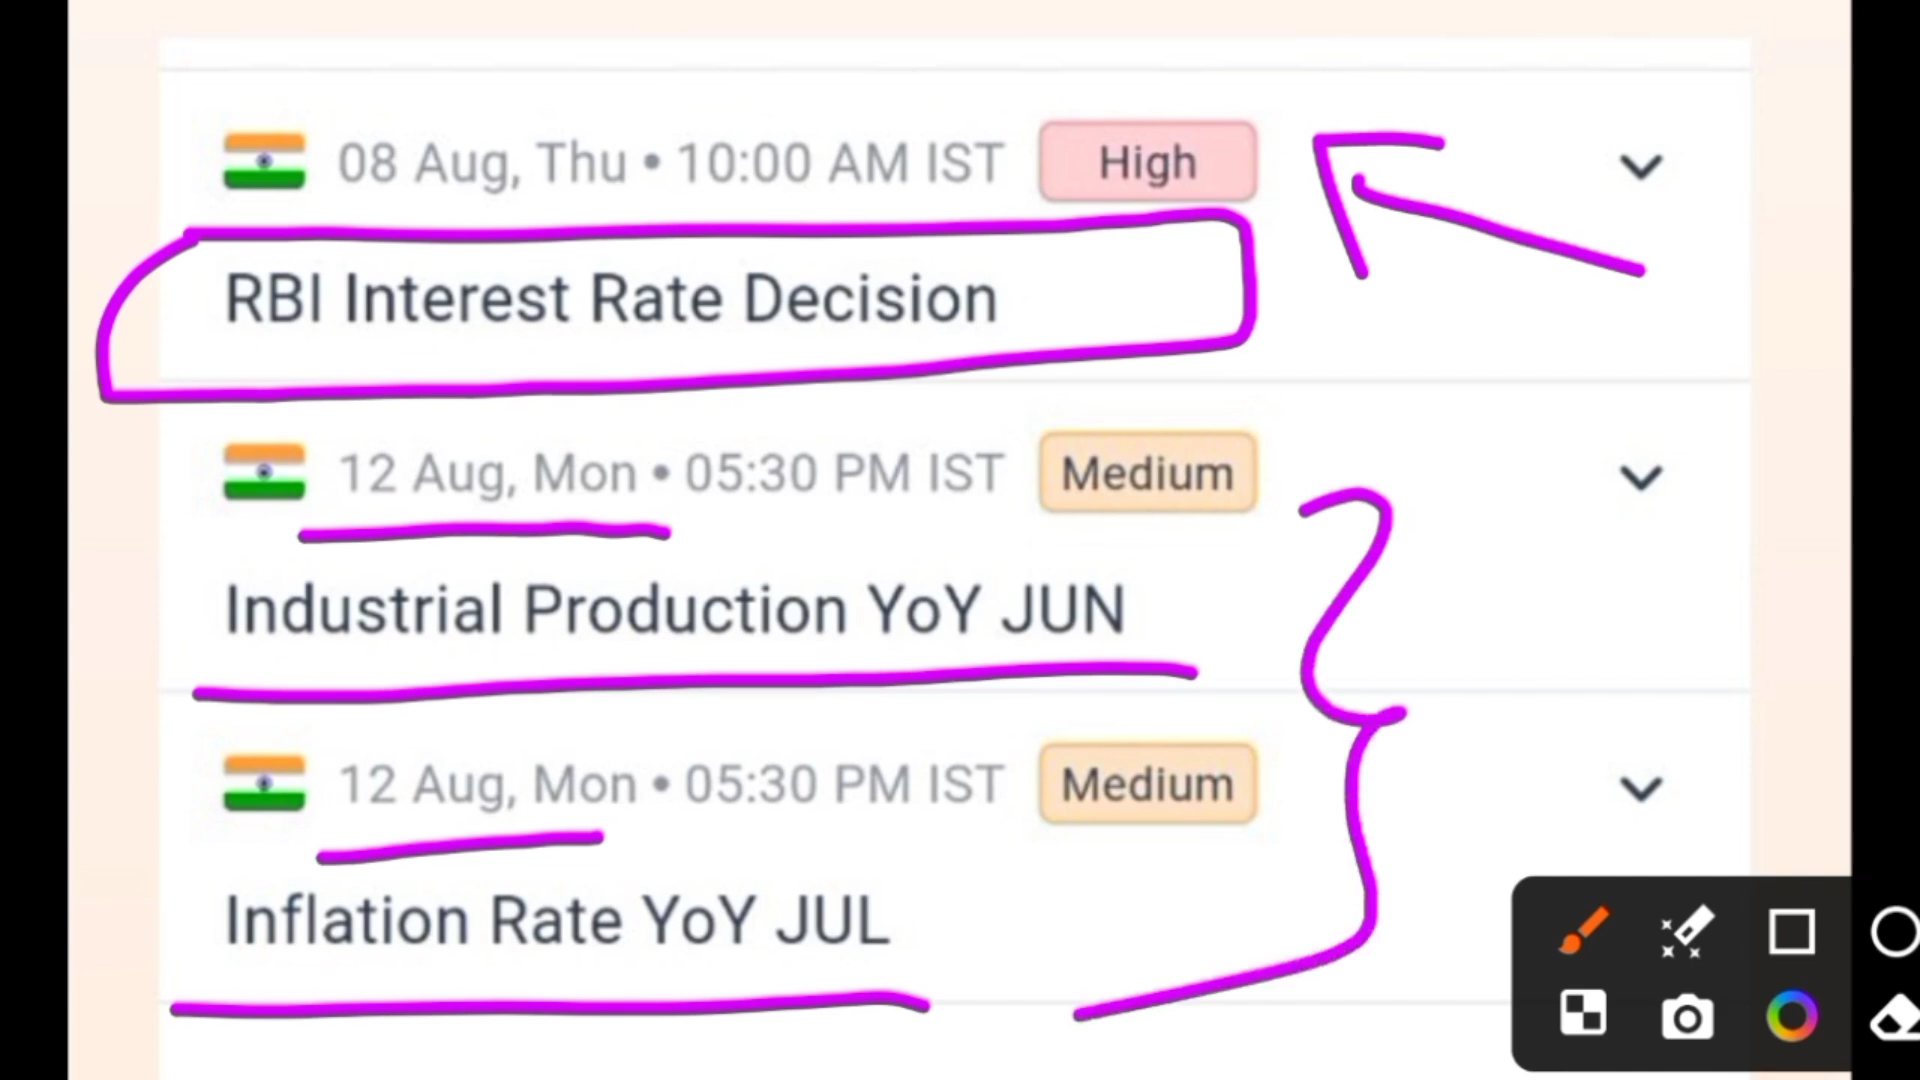 08 Aug, Thu • 10:00 AM IST High
RBI Interest Rate Decision
12 Aug, Mon • 05:30 PM IST Medium
Industrial Production YoY JUN
12 Aug, Mon • 05:30 PM IST Medium
Inflation Rate YoY JUL